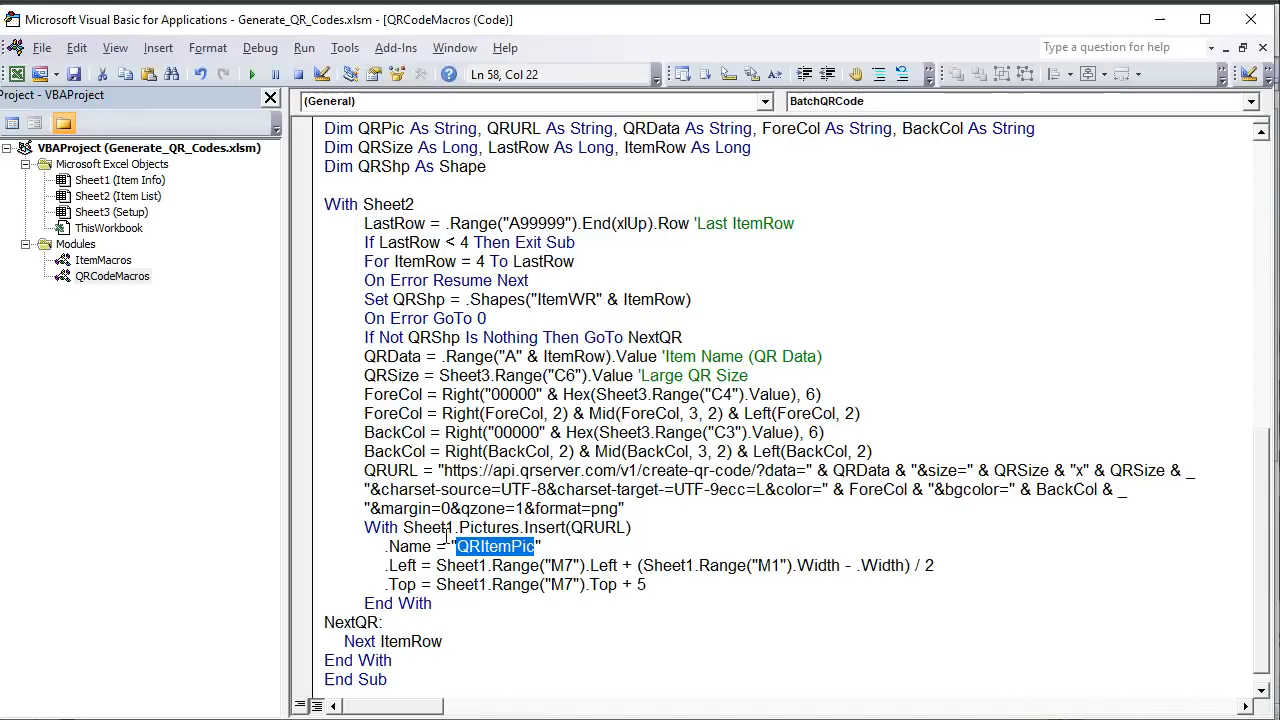 Microsoft Visual Basic for Applications - Generate_QR_Codes.xlsm - [QRCodeMacros (Code)]
File Edit View Insert Format Debug Run Tools Add-Ins Window Help
Type a question for help
Ln 58, Col 22
Project - VBAProject
(General)
BatchQRCode
VBAProject (Generate_QR_Codes.xlsm)
Microsoft Excel Objects
Sheet1 (Item Info)
Sheet2 (Item List)
Sheet3 (Setup)
ThisWorkbook
Modules
ItemMacros
QRCodeMacros
Dim QRPic As String, QRURL As String, QRData As String, ForeCol As String, BackCol As String
Dim QRSize As Long, LastRow As Long, ItemRow As Long
Dim QRShp As Shape
With Sheet2
LastRow = .Range("A99999").End(xlUp).Row 'Last ItemRow
If LastRow < 4 Then Exit Sub
For ItemRow = 4 To LastRow
On Error Resume Next
Set QRShp = .Shapes("ItemWR" & ItemRow)
On Error GoTo 0
If Not QRShp Is Nothing Then GoTo NextQR
QRData = .Range("A" & ItemRow).Value 'Item Name (QR Data)
QRSize = Sheet3.Range("C6").Value 'Large QR Size
ForeCol = Right("00000" & Hex(Sheet3.Range("C4").Value), 6)
ForeCol = Right(ForeCol, 2) & Mid(ForeCol, 3, 2) & Left(ForeCol, 2)
BackCol = Right("00000" & Hex(Sheet3.Range("C3").Value), 6)
BackCol = Right(BackCol, 2) & Mid(BackCol, 3, 2) & Left(BackCol, 2)
QRURL = "https://api.qrserver.com/v1/create-qr-code/?data=" & QRData & "&size=" & QRSize & "x" & QRSize & _
"&charset-source=UTF-8&charset-target-=UTF-9ecc=L&color=" & ForeCol & "&bgcolor=" & BackCol & _
"&margin=0&qzone=1&format=png"
With Sheet1.Pictures.Insert(QRURL)
.Name = "QRItemPic"
.Left = Sheet1.Range("M7").Left + (Sheet1.Range("M1").Width - .Width) / 2
.Top = Sheet1.Range("M7").Top + 5
End With
NextQR:
Next ItemRow
End With
End Sub